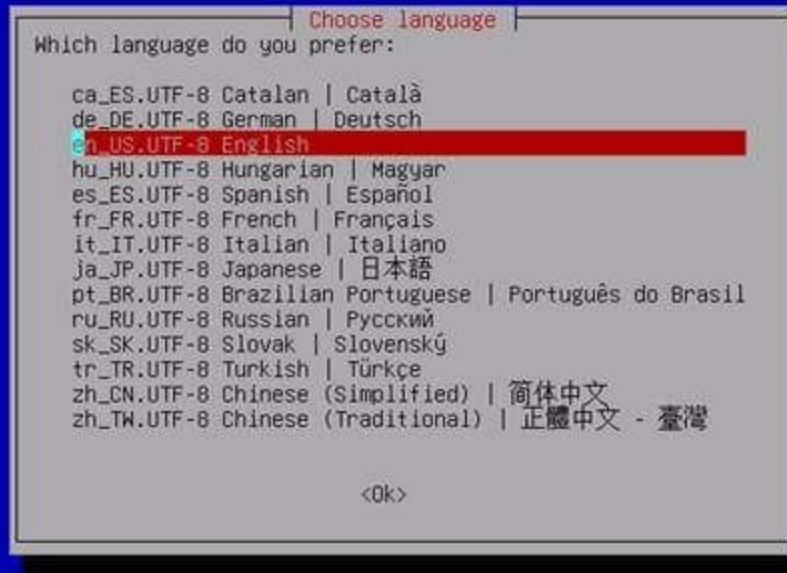 Choose language
Which language do you prefer:
ca_ES.UTF-8 Catalan | Català
de_DE.UTF-8 German | Deutsch
en_US.UTF-8 English
hu_HU.UTF-8 Hungarian | Magyar
es_ES.UTF-8 Spanish | Español
fr_FR.UTF-8 French | Français
it_IT.UTF-8 Italian | Italiano
ja_JP.UTF-8 Japanese | 日本語
pt_BR.UTF-8 Brazilian Portuguese | Português do Brasil
ru_RU.UTF-8 Russian | Русский
sk_SK.UTF-8 Slovak | Slovenský
tr_TR.UTF-8 Turkish | Türkçe
zh_CN.UTF-8 Chinese (Simplified) | 简体中文
zh_TW.UTF-8 Chinese (Traditional) | 正體中文 - 臺灣
<Ok>